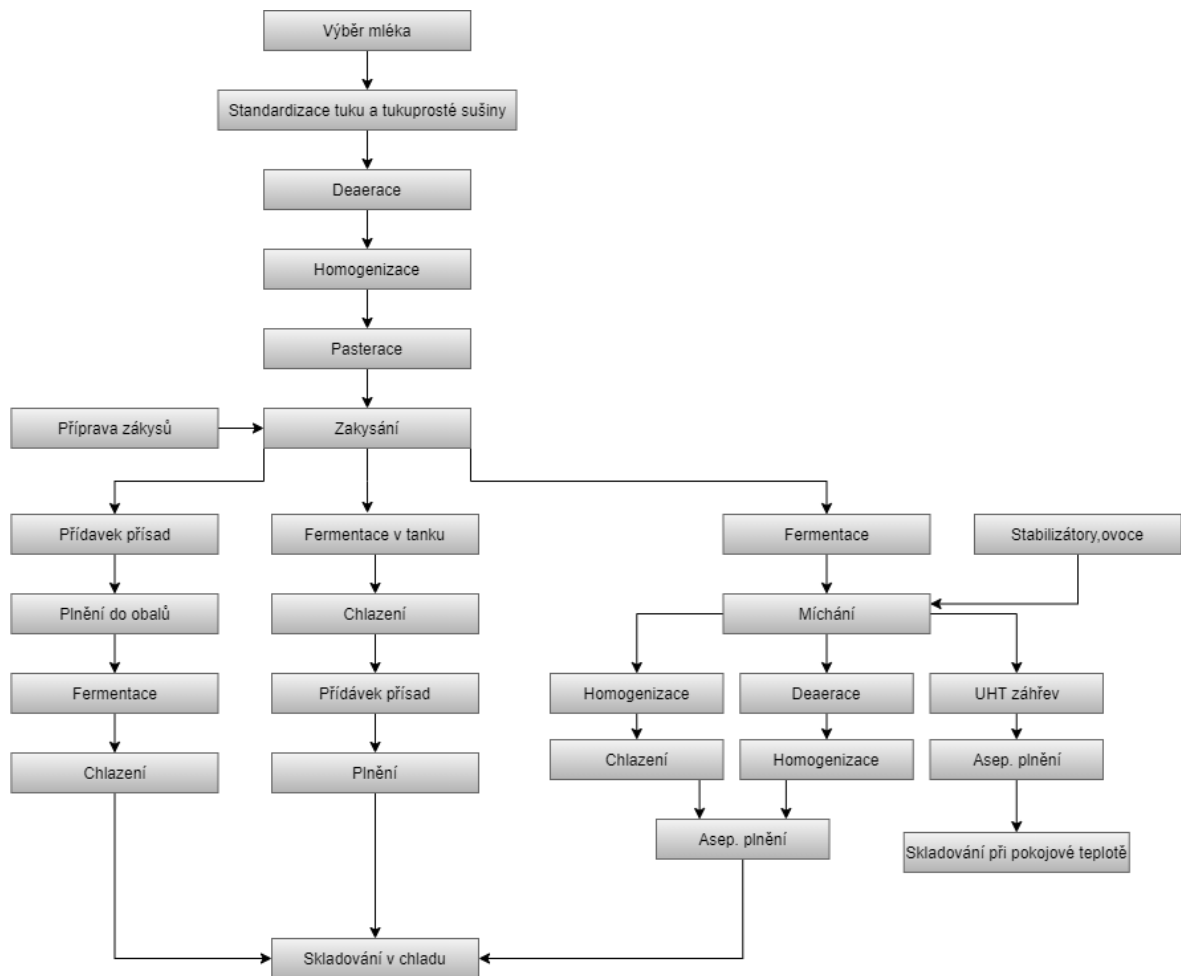 Výběr mléka
Standardizace tuku a tukuprosté sušiny
Deaerace
Homogenizace
Pasterace
Příprava zákysů
Zakysání
Přídavek přísad
Fermentace v tanku
Fermentace
Stabilizátory,ovoce
Plnění do obalů
Chlazení
Míchání
Fermentace
Přídávek přísad
Homogenizace
Deaerace
UHT záhřev
Chlazení
Plnění
Chlazení
Homogenizace
Asep. plnění
Asep. plnění
Skladování při pokojové teplotě
Skladování v chladu